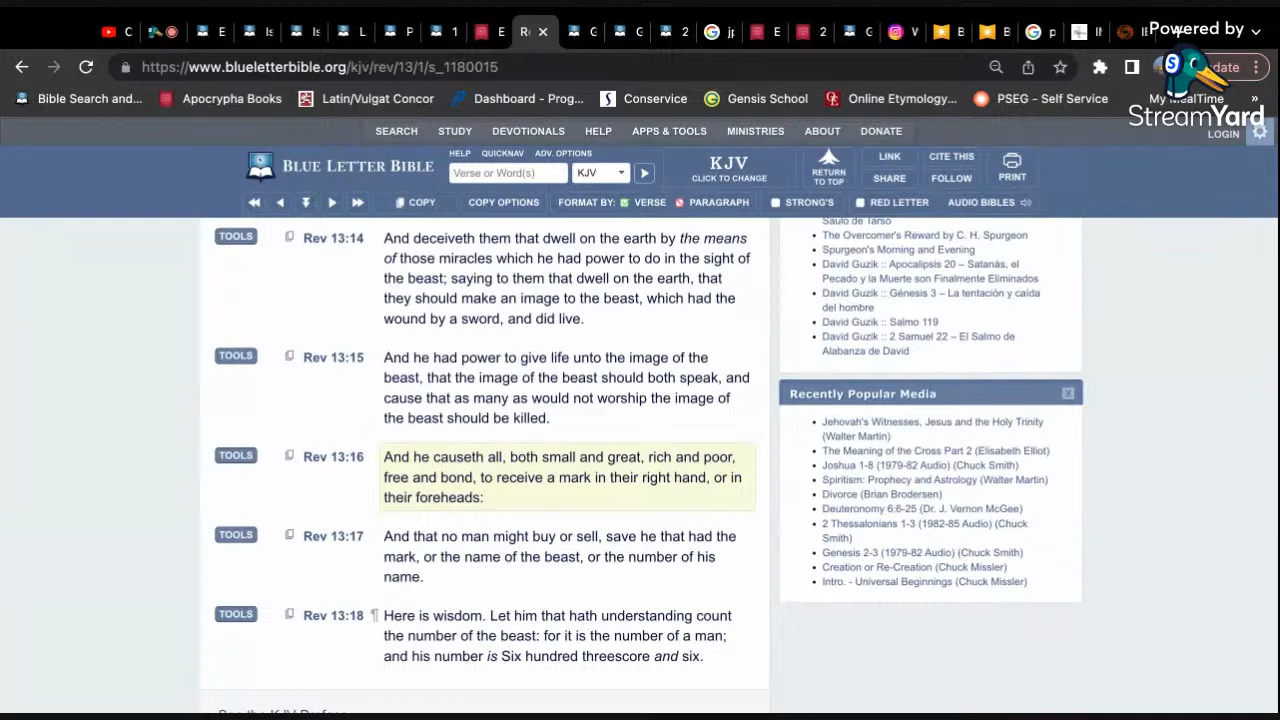 C
E
Is
Is
L
P
1
E
Re
G
G
2
jp
E
2
G
V
B
B
p
Powered by
https://www.blueletterbible.org/kjv/rev/13/1/s_1180015
date
Bible Search and...
Apocrypha Books
Latin/Vulgat Concor
Dashboard - Prog...
Conservice
Gensis School
Online Etymology...
PSEG - Self Service
My MealTime
»
StreamYard
SEARCH STUDY DEVOTIONALS HELP APPS & TOOLS MINISTRIES ABOUT DONATE
LOGIN
HELP QUICKNAV ADV. OPTIONS
BLUE LETTER BIBLE
Verse or Word(s)
KJV
KJV
CLICK TO CHANGE
RETURN
TO TOP
LINK
CITE THIS
SHARE
FOLLOW
PRINT
COPY COPY OPTIONS FORMAT BY: VERSE PARAGRAPH STRONG'S RED LETTER AUDIO BIBLES
TOOLS Rev 13:14 And deceiveth them that dwell on the earth by the means
of those miracles which he had power to do in the sight of
the beast; saying to them that dwell on the earth, that
they should make an image to the beast, which had the
wound by a sword, and did live.
TOOLS Rev 13:15 And he had power to give life unto the image of the
beast, that the image of the beast should both speak, and
cause that as many as would not worship the image of
the beast should be killed.
TOOLS Rev 13:16 And he causeth all, both small and great, rich and poor,
free and bond, to receive a mark in their right hand, or in
their foreheads:
TOOLS Rev 13:17 And that no man might buy or sell, save he that had the
mark, or the name of the beast, or the number of his
name.
TOOLS Rev 13:18 ¶ Here is wisdom. Let him that hath understanding count
the number of the beast: for it is the number of a man;
and his number is Six hundred threescore and six.
See the KJV Preface
Saulo de Tarso
The Overcomer's Reward by C. H. Spurgeon
Spurgeon's Morning and Evening
David Guzik :: Apocalipsis 20 – Satanás, el
Pecado y la Muerte son Finalmente Eliminados
David Guzik :: Génesis 3 – La tentación y caída
del hombre
David Guzik :: Salmo 119
David Guzik :: 2 Samuel 22 – El Salmo de
Alabanza de David
Recently Popular Media
Jehovah's Witnesses, Jesus and the Holy Trinity
(Walter Martin)
The Meaning of the Cross Part 2 (Elisabeth Elliot)
Joshua 1-8 (1979-82 Audio) (Chuck Smith)
Spiritism: Prophecy and Astrology (Walter Martin)
Divorce (Brian Brodersen)
Deuteronomy 6:6-25 (Dr. J. Vernon McGee)
2 Thessalonians 1-3 (1982-85 Audio) (Chuck
Smith)
Genesis 2-3 (1979-82 Audio) (Chuck Smith)
Creation or Re-Creation (Chuck Missler)
Intro. - Universal Beginnings (Chuck Missler)